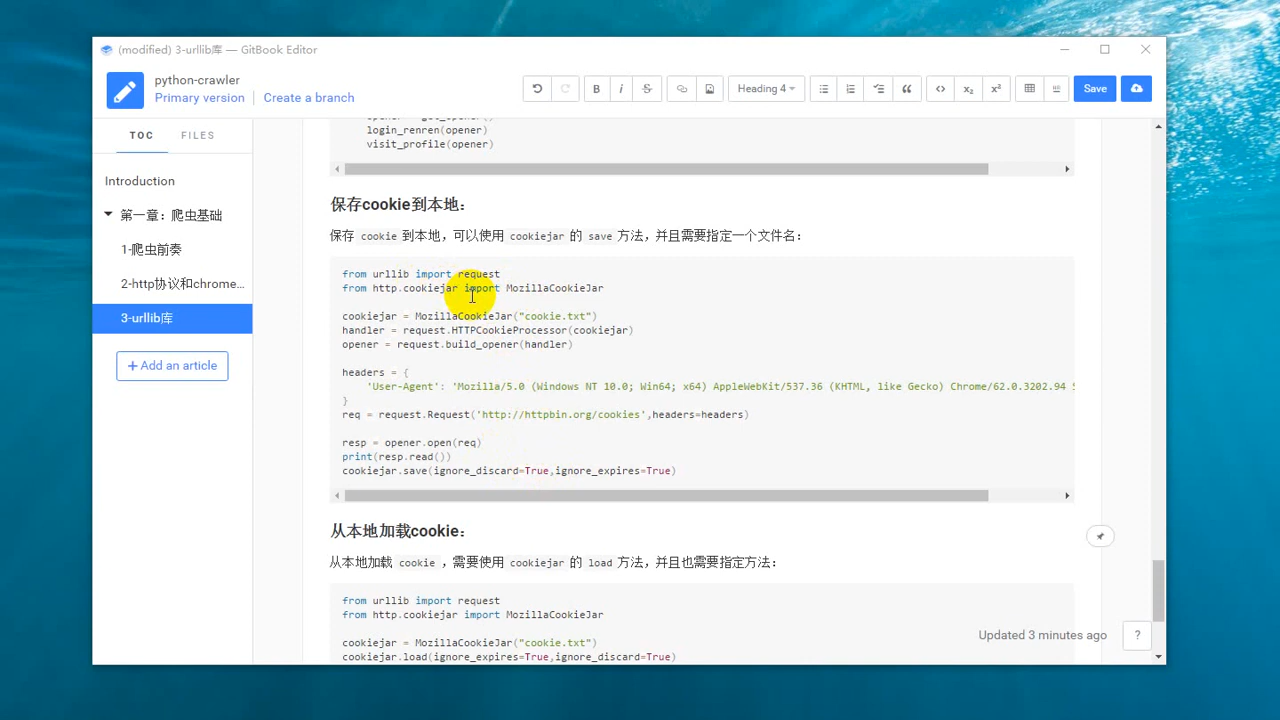 (modified) 3-urllib库 — GitBook Editor
python-crawler
Primary version
Create a branch
B
i
S
Heading 4
x₂
x²
Save
TOC
FILES
Introduction
第一章：爬虫基础
1-爬虫前奏
2-http协议和chrome...
3-urllib库
+ Add an article
login_renren(opener)
visit_profile(opener)
保存cookie到本地：
保存 cookie 到本地，可以使用 cookiejar 的 save 方法，并且需要指定一个文件名：
from urllib import request
from http.cookiejar import MozillaCookieJar
cookiejar = MozillaCookieJar("cookie.txt")
handler = request.HTTPCookieProcessor(cookiejar)
opener = request.build_opener(handler)
headers = {
'User-Agent': 'Mozilla/5.0 (Windows NT 10.0; Win64; x64) AppleWebKit/537.36 (KHTML, like Gecko) Chrome/62.0.3202.94
}
req = request.Request('http://httpbin.org/cookies',headers=headers)
resp = opener.open(req)
print(resp.read())
cookiejar.save(ignore_discard=True,ignore_expires=True)
从本地加载cookie：
从本地加载 cookie ，需要使用 cookiejar 的 load 方法，并且也需要指定方法：
from urllib import request
from http.cookiejar import MozillaCookieJar
cookiejar = MozillaCookieJar("cookie.txt")
cookiejar.load(ignore_expires=True,ignore_discard=True)
Updated 3 minutes ago
?